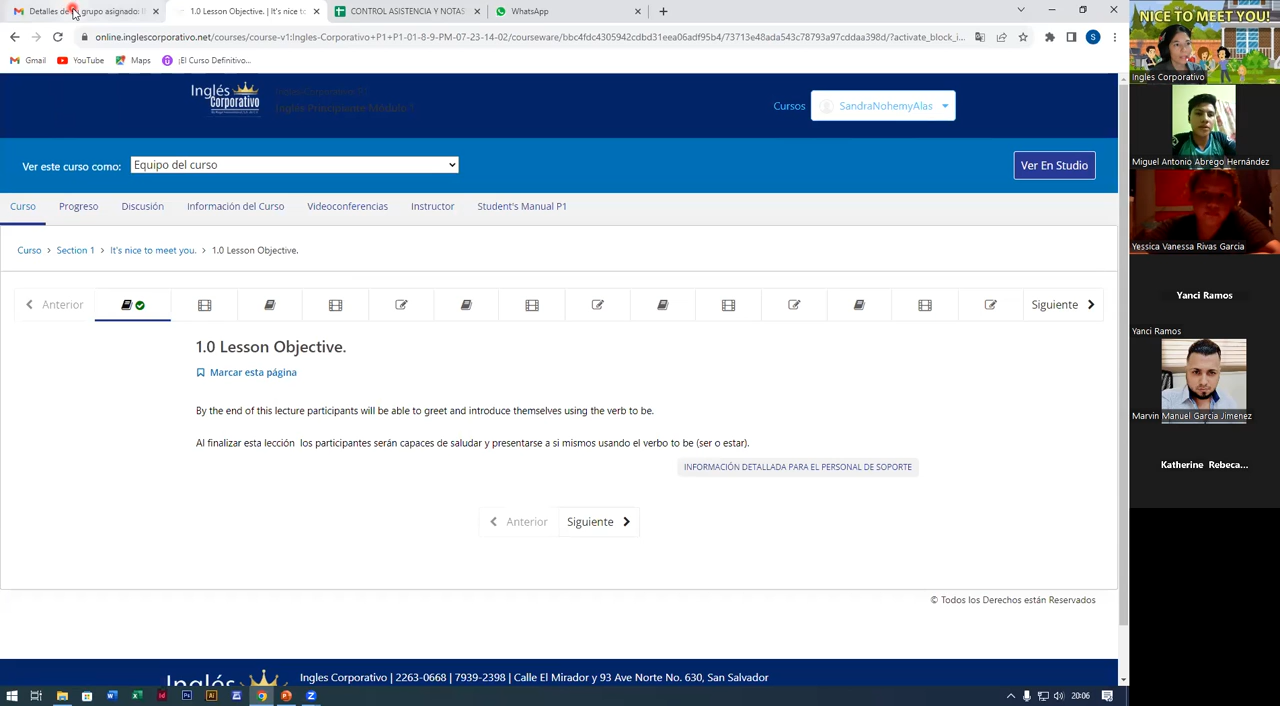 Detalles de grupo asignado: I
1.0 Lesson Objective. | It's nice to
CONTROL ASISTENCIA Y NOTAS
WhatsApp
online.inglescorporativo.net/courses/course-v1:Ingles-Corporativo+P1+P1-01-8-9-PM-07-23-14-02/courseware/bbc4fdc4305942cdbd31eea06adf95b4/73713e48ada543c78793a97cddaa398d/?activate_block_i...
S
Gmail
YouTube
Maps
¡El Curso Definitivo...
Inglés Corporativo
Inglés Principiante Módulo 1
Cursos
SandraNohemyAlas
Ver este curso como:
Equipo del curso
Ver En Studio
Curso
Progreso
Discusión
Información del Curso
Videoconferencias
Instructor
Student's Manual P1
Curso > Section 1 > It's nice to meet you. > 1.0 Lesson Objective.
Anterior
Siguiente
1.0 Lesson Objective.
Marcar esta página
By the end of this lecture participants will be able to greet and introduce themselves using the verb to be.
Al finalizar esta lección los participantes serán capaces de saludar y presentarse a si mismos usando el verbo to be (ser o estar).
INFORMACIÓN DETALLADA PARA EL PERSONAL DE SOPORTE
Anterior
Siguiente
© Todos los Derechos están Reservados
Inglés Corporativo | 2263-0668 | 7939-2398 | Calle El Mirador y 93 Ave Norte No. 630, San Salvador
20:06
NICE TO MEET YOU!
Ingles Corporativo
Miguel Antonio Abrego Hernández
Yessica Vanessa Rivas Garcia
Yanci Ramos
Yanci Ramos
Marvin Manuel Garcia Jimenez
Katherine Rebeca...